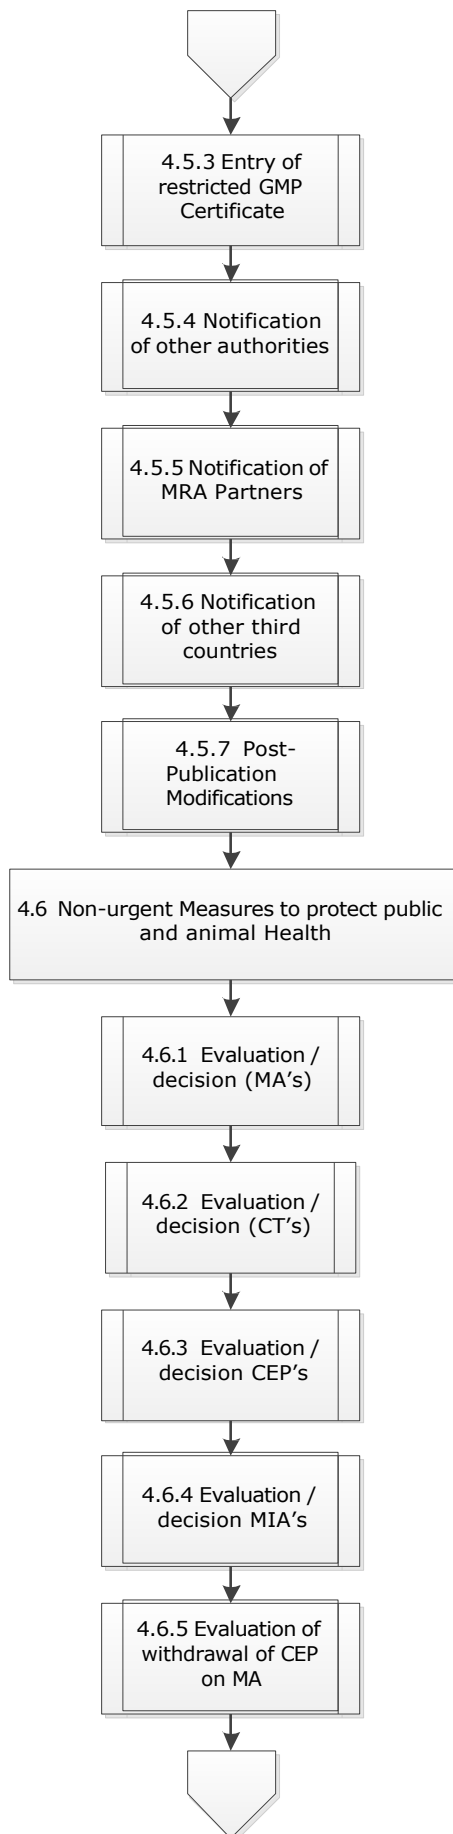 4.5.3 Entry of
restricted GMP
Certificate
4.5.4 Notification
of other authorities
4.5.5 Notification of
MRA Partners
4.5.6 Notification
of other third
countries
4.5.7 Post-
Publication
Modifications
4.6 Non-urgent Measures to protect public
and animal Health
4.6.1 Evaluation /
decision (MA’s)
4.6.2 Evaluation /
decision (CT’s)
4.6.3 Evaluation /
decision CEP’s
4.6.4 Evaluation /
decision MIA’s
4.6.5 Evaluation of
withdrawal of CEP
on MA